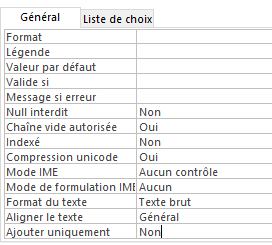 Général Liste de choix
Format
Légende
Valeur par défaut
Valide si
Message si erreur
Null interdit Non
Chaîne vide autorisée Oui
Indexé Non
Compression unicode Oui
Mode IME Aucun contrôle
Mode de formulation IME Aucun
Format du texte Texte brut
Aligner le texte Général
Ajouter uniquement Non